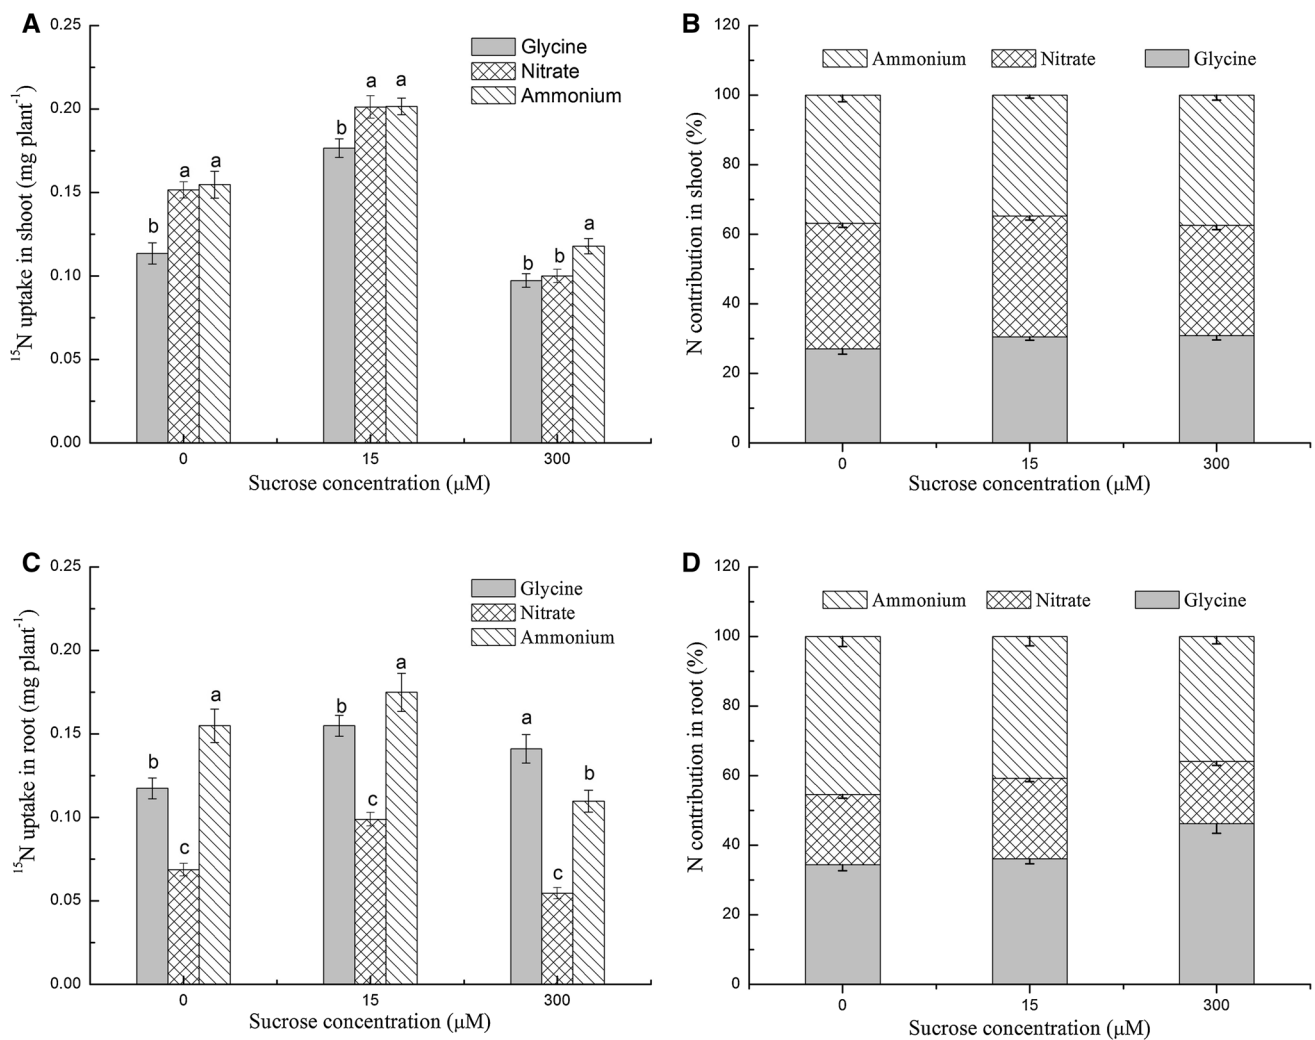 A
0.25
0.20
0.15
0.10
0.05
0.00
¹⁵N uptake in shoot (mg plant⁻¹)
Glycine
Nitrate
Ammonium
b
a
a
b
a
a
b
b
a
0
15
300
Sucrose concentration (μM)
B
120
100
80
60
40
20
0
N contribution in shoot (%)
Ammonium
Nitrate
Glycine
0
15
300
Sucrose concentration (μM)
C
0.25
0.20
0.15
0.10
0.05
0.00
¹⁵N uptake in root (mg plant⁻¹)
Glycine
Nitrate
Ammonium
b
c
a
b
c
a
a
c
b
0
15
300
Sucrose concentration (μM)
D
120
100
80
60
40
20
0
N contribution in root (%)
Ammonium
Nitrate
Glycine
0
15
300
Sucrose concentration (μM)